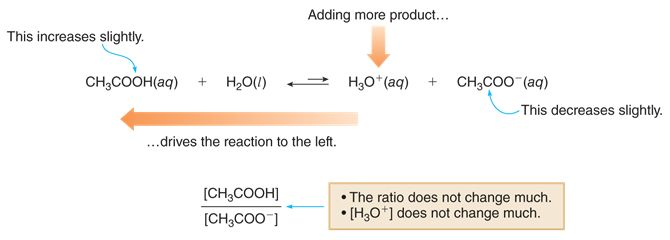 Adding more product...
This increases slightly.
CH₃COOH(aq) + H₂O(l) ⇌ H₃O⁺(aq) + CH₃COO⁻(aq)
This decreases slightly.
...drives the reaction to the left.
[CH₃COOH]
[CH₃COO⁻]
• The ratio does not change much.
• [H₃O⁺] does not change much.